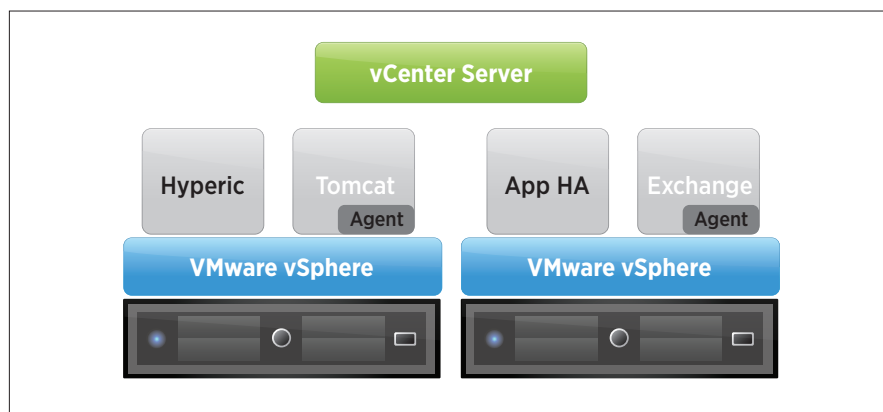 vCenter Server
Hyperic
Tomcat
Agent
App HA
Exchange
Agent
VMware vSphere
VMware vSphere